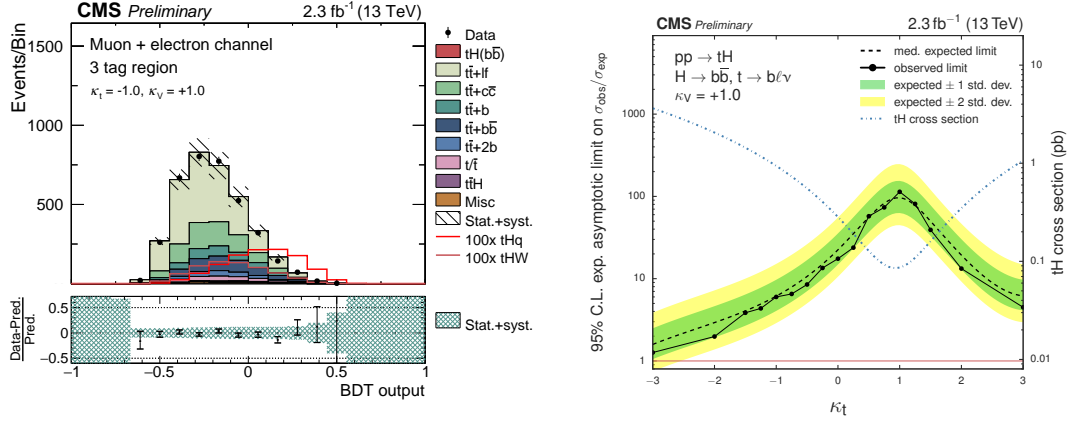 CMS Preliminary 2.3 fb⁻¹ (13 TeV)
Events/Bin
1500
1250
1000
750
500
250
Muon + electron channel
3 tag region
κt = -1.0, κV = +1.0
Data
tH(bb̅)
tt̅+lf
tt̅+cc̅
tt̅+b
tt̅+bb̅
tt̅+2b
t/t̅
tt̅H
Misc
Stat.+syst.
100x tHq
100x tHW
Data-Pred.
Pred.
0.5
0
−0.5
Stat.+syst.
−1 −0.5 0 0.5 1
BDT output
CMS Preliminary 2.3 fb⁻¹ (13 TeV)
95% C.L. exp. asymptotic limit on σobs/σexp
1000
100
10
1
pp → tH
H → bb̅, t → bℓν
κV = +1.0
med. expected limit
observed limit
expected ± 1 std. dev.
expected ± 2 std. dev.
tH cross section
10
1
0.1
0.01
tH cross section (pb)
−3 −2 −1 0 1 2 3
κt